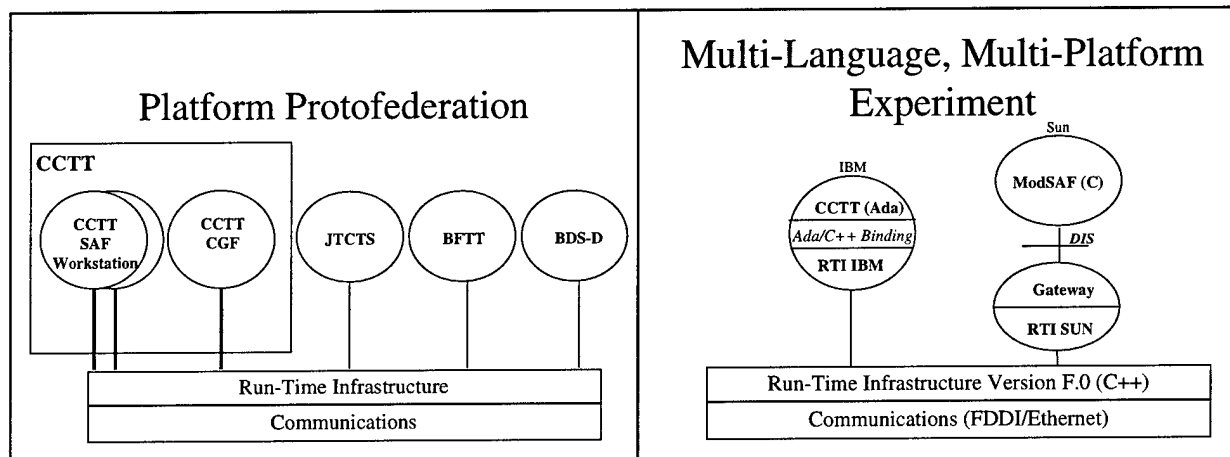 Platform Protofederation
CCTT
CCTT
SAF
Workstation
CCTT
CGF
JTCTS
BFTT
BDS-D
Run-Time Infrastructure
Communications
Multi-Language, Multi-Platform
Experiment
IBM
CCTT (Ada)
Ada/C++ Binding
RTI IBM
Sun
ModSAF (C)
DIS
Gateway
RTI SUN
Run-Time Infrastructure Version F.0 (C++)
Communications (FDDI/Ethernet)